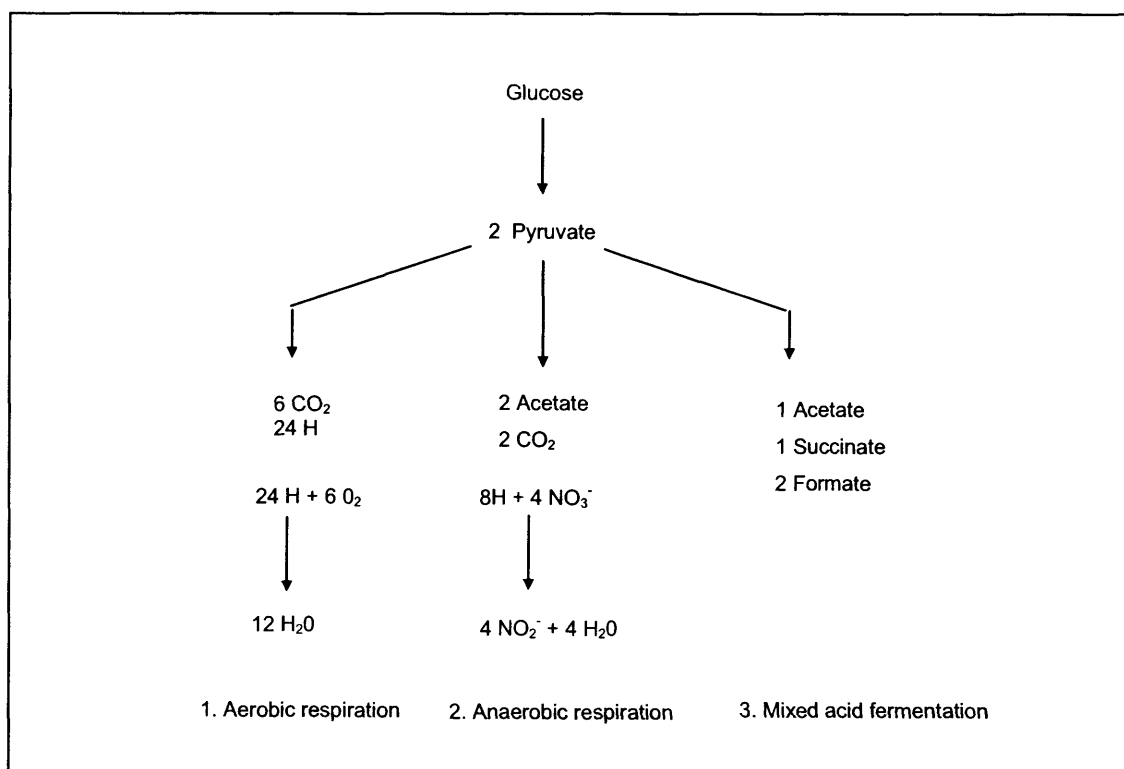 Glucose
2 Pyruvate
6 CO₂
24 H
24 H + 6 0₂
12 H₂0
2 Acetate
2 CO₂
8H + 4 NO₃⁻
4 NO₂⁻ + 4 H₂0
1 Acetate
1 Succinate
2 Formate
1. Aerobic respiration
2. Anaerobic respiration
3. Mixed acid fermentation